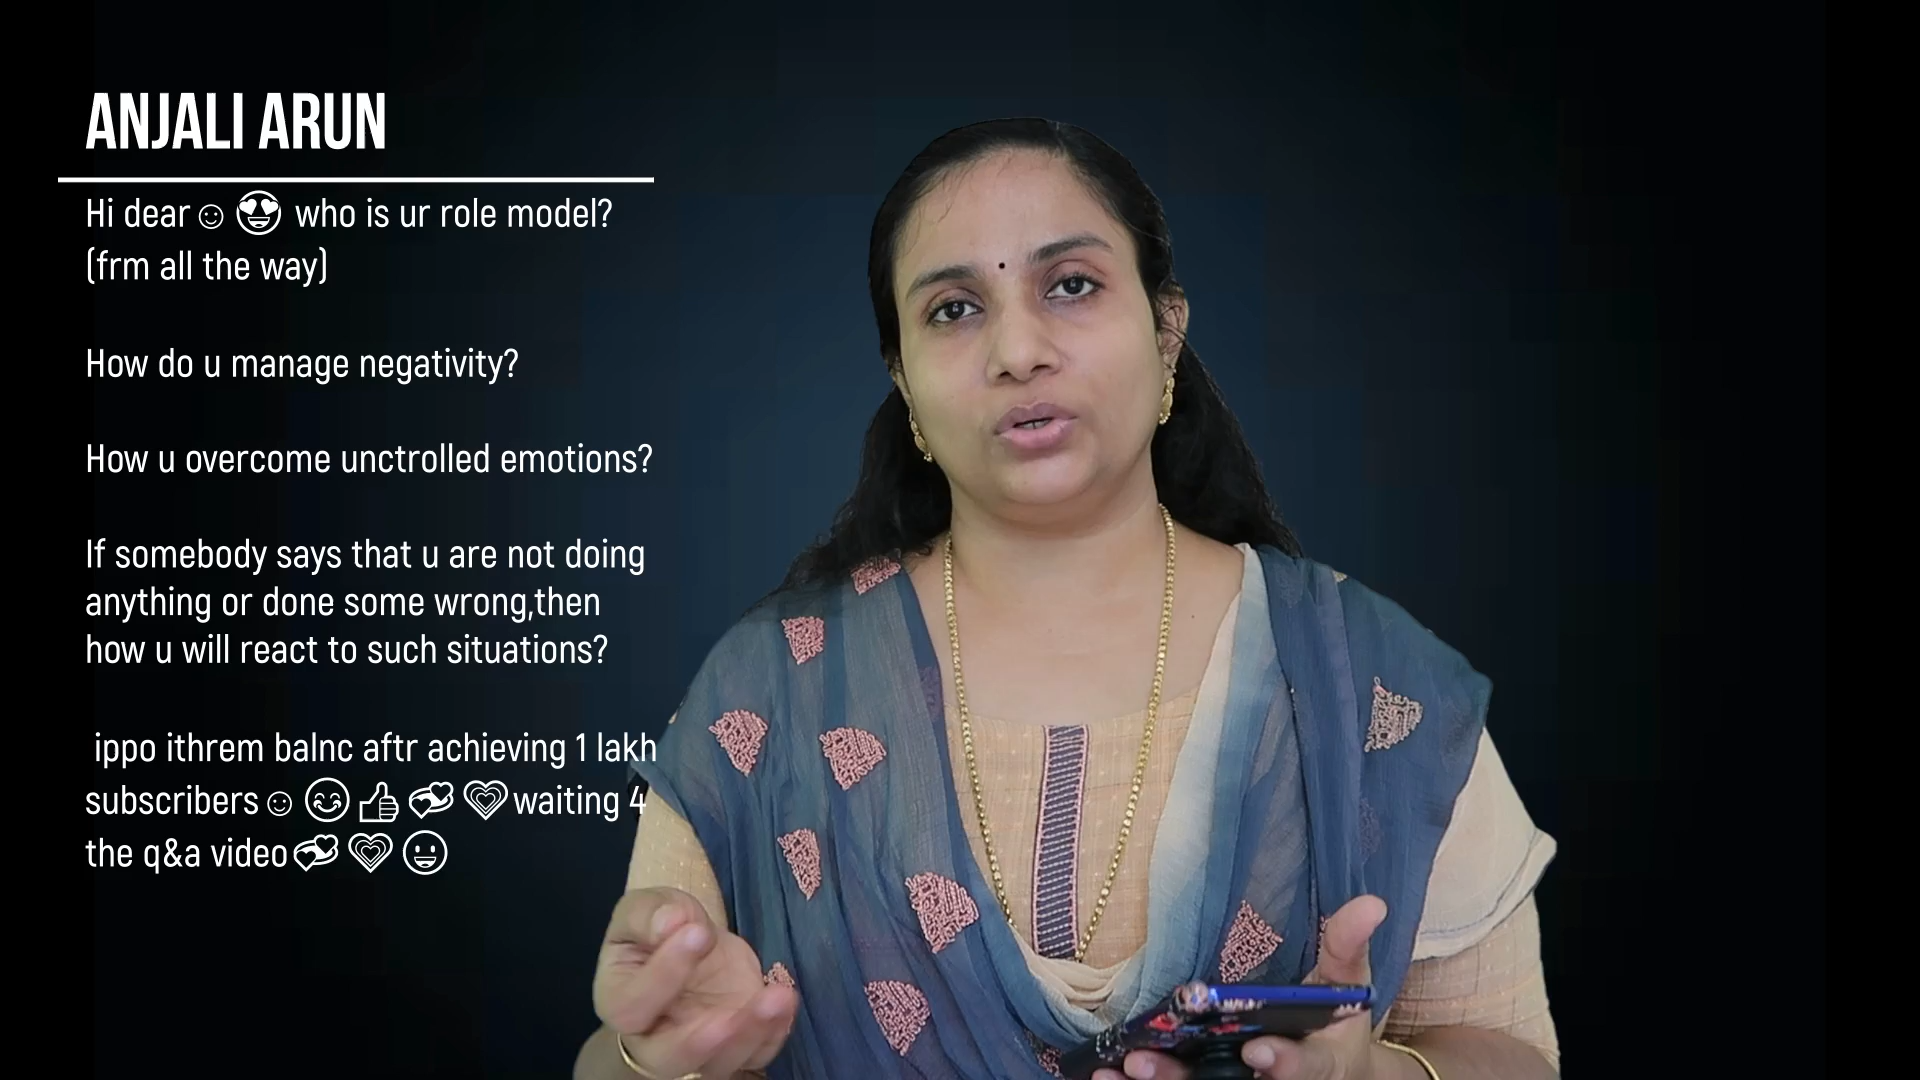 ANJALI ARUN
Hi dear☺😍 who is ur role model?
(frm all the way)
How do u manage negativity?
How u overcome unctrolled emotions?
If somebody says that u are not doing
anything or done some wrong,then
how u will react to such situations?
ippo ithrem balnc aftr achieving 1 lakh
subscribers☺😊👍💞💗waiting 4
the q&a video💞💗😃